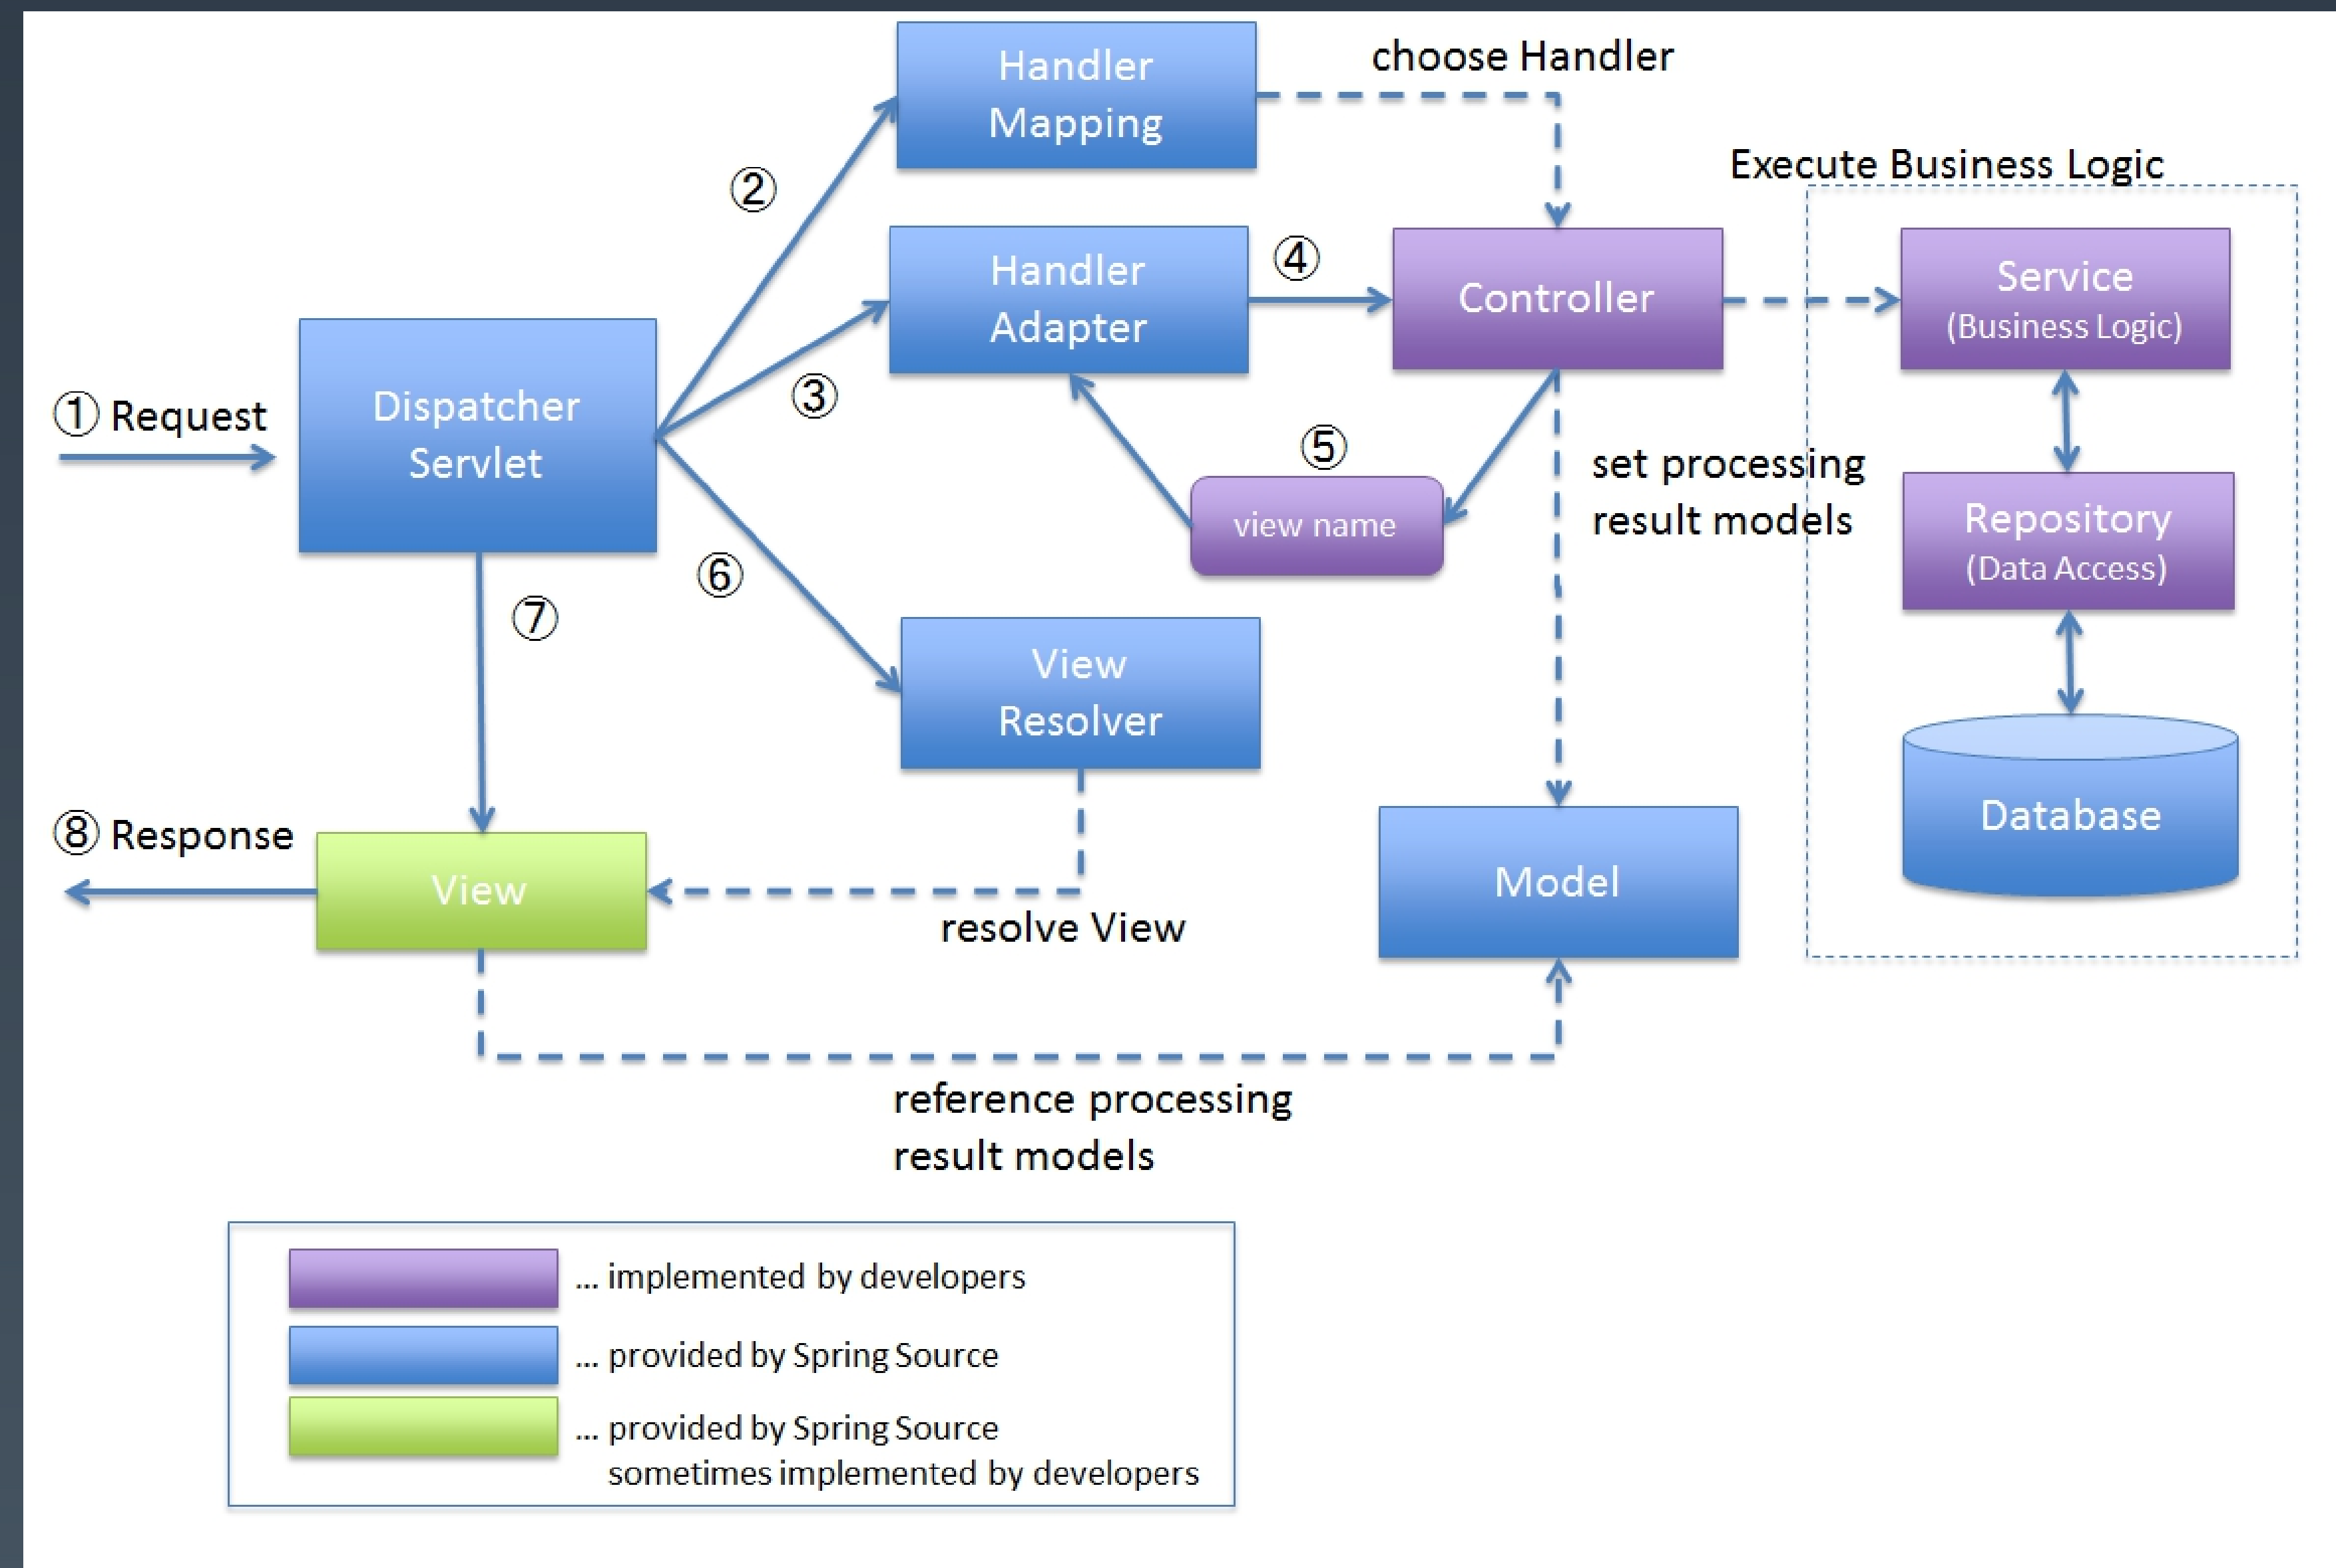 Handler
Mapping
choose Handler
Execute Business Logic
②
Handler
Adapter
④
Controller
Service
(Business Logic)
① Request
Dispatcher
Servlet
③
⑤
view name
set processing
result models
Repository
(Data Access)
⑥
⑦
View
Resolver
Database
⑧ Response
View
resolve View
Model
reference processing
result models
... implemented by developers
... provided by Spring Source
... provided by Spring Source
sometimes implemented by developers